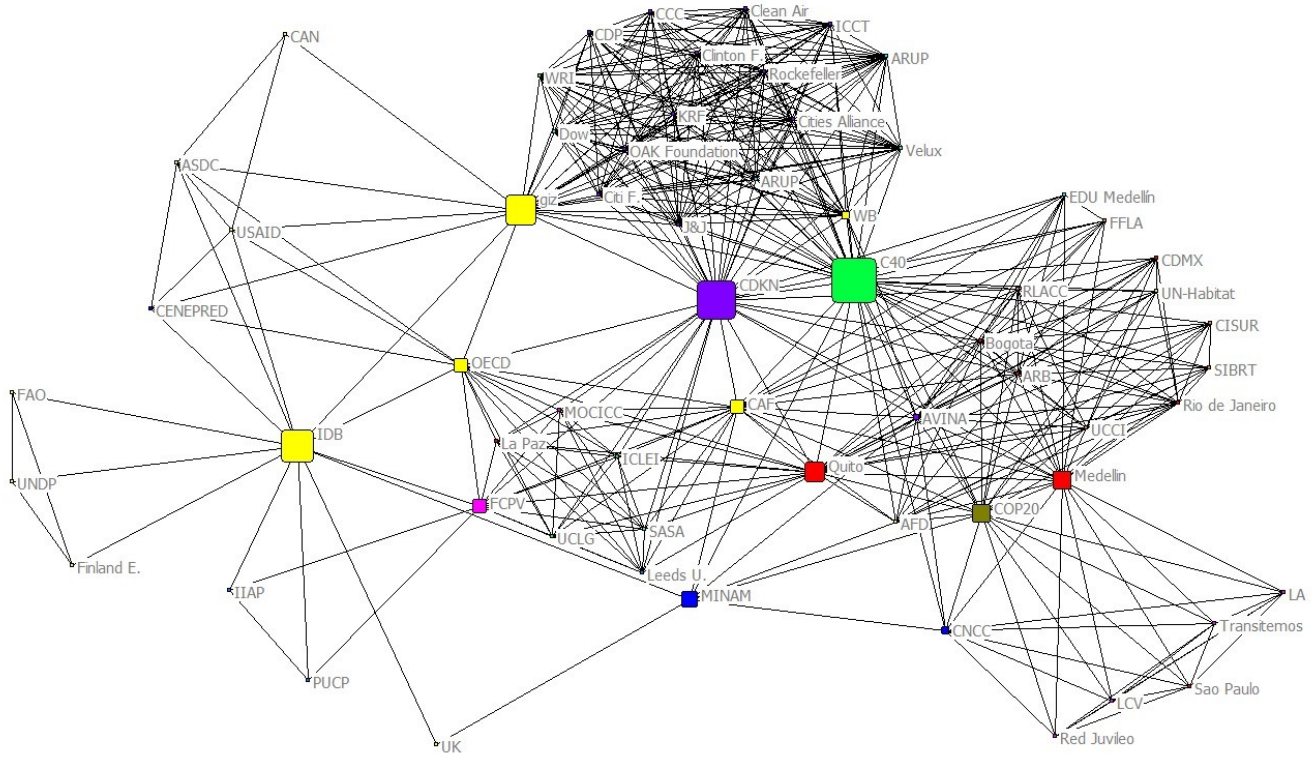 CCC
Clean Air
ICCT
CAN
CDP
Clinton F.
ARUP
WRI
Rockefeller
KRF
Cities Alliance
Dow
OAK Foundation
Velux
ASDC
ARUP
giz
Citi F.
EDU Medellín
WB
J&J
FFLA
USAID
C40
CDMX
CDKN
RLACC
UN-Habitat
CENEPRED
CISUR
Bogota
OECD
ARB
SIBRT
FAO
CAF
Rio de Janeiro
MOCICC
AVINA
UCCI
IDB
La Paz
ICLEI
Quito
Medellin
UNDP
FCPV
COP20
AFD
SASA
UCLG
Finland E.
Leeds U.
IIAP
MINAM
LA
CNCC
Transitemos
PUCP
Sao Paulo
LCV
Red Juvileo
UK